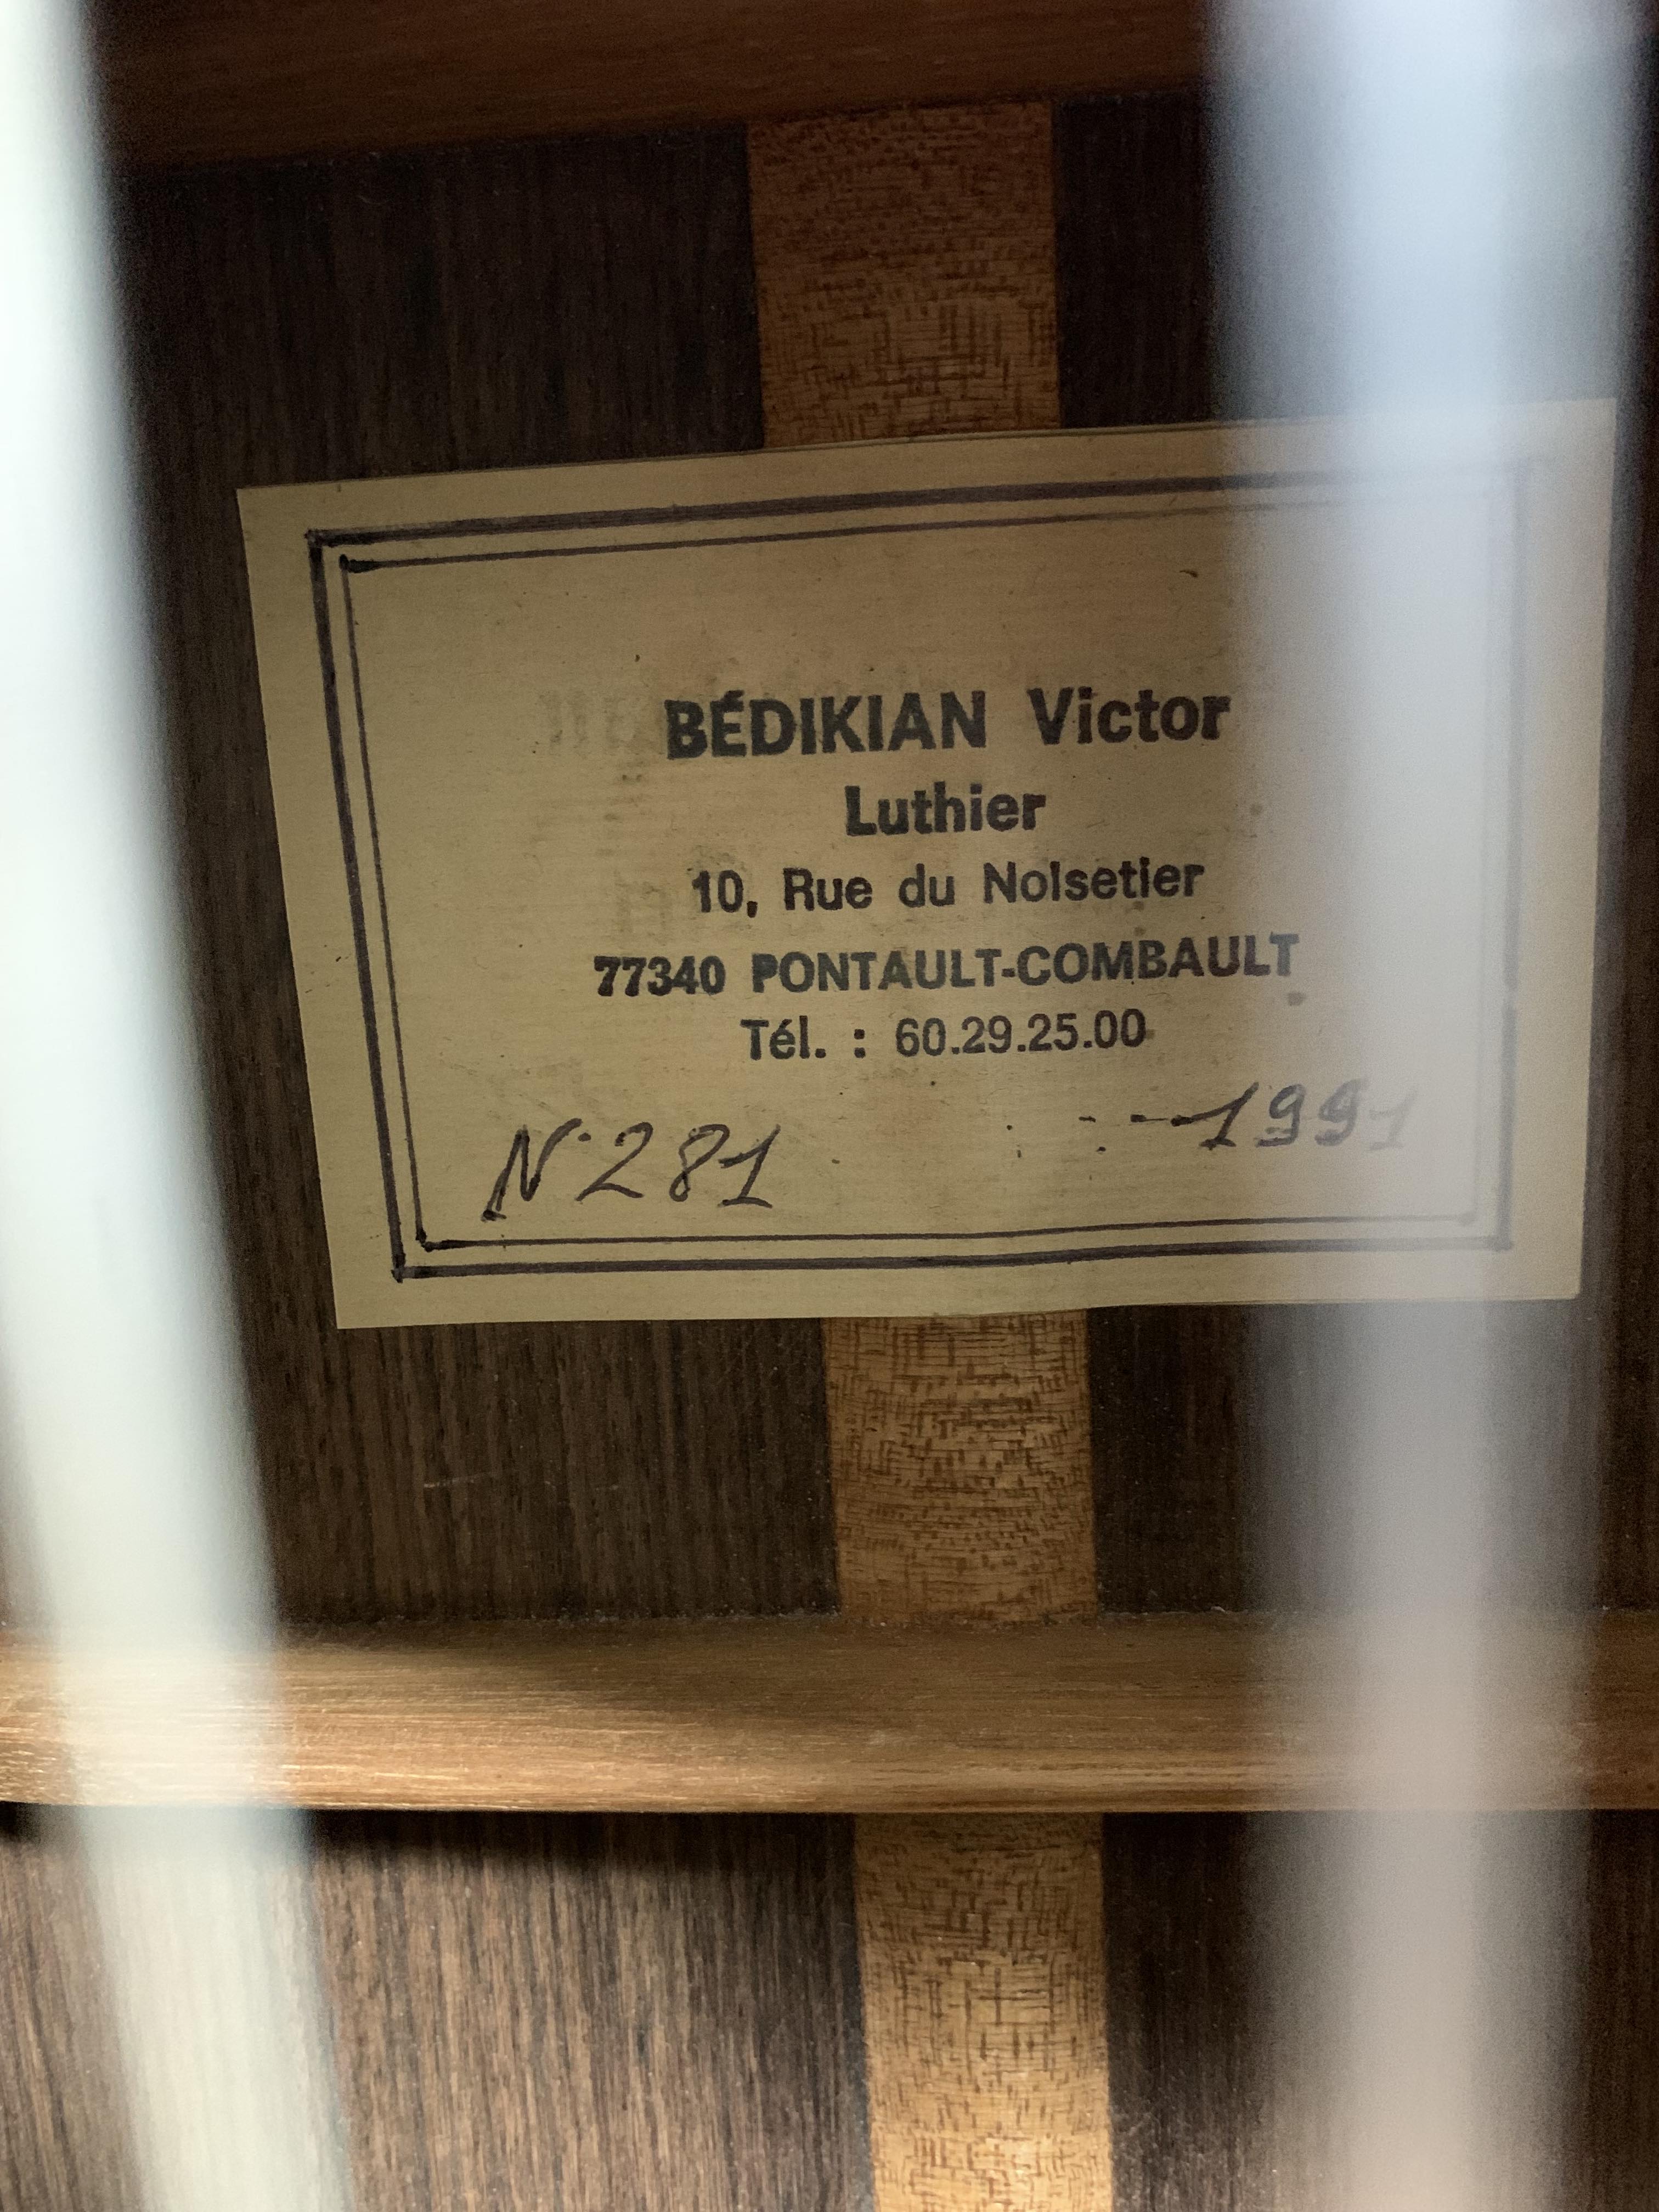 BÉDIKIAN Victor
Luthier
10, Rue du Noisetier
77340 PONTAULT-COMBAULT
Tél. : 60.29.25.00
N° 281 1991